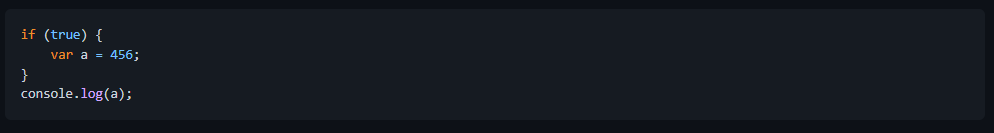 if (true) {
    var a = 456;
}
console.log(a);